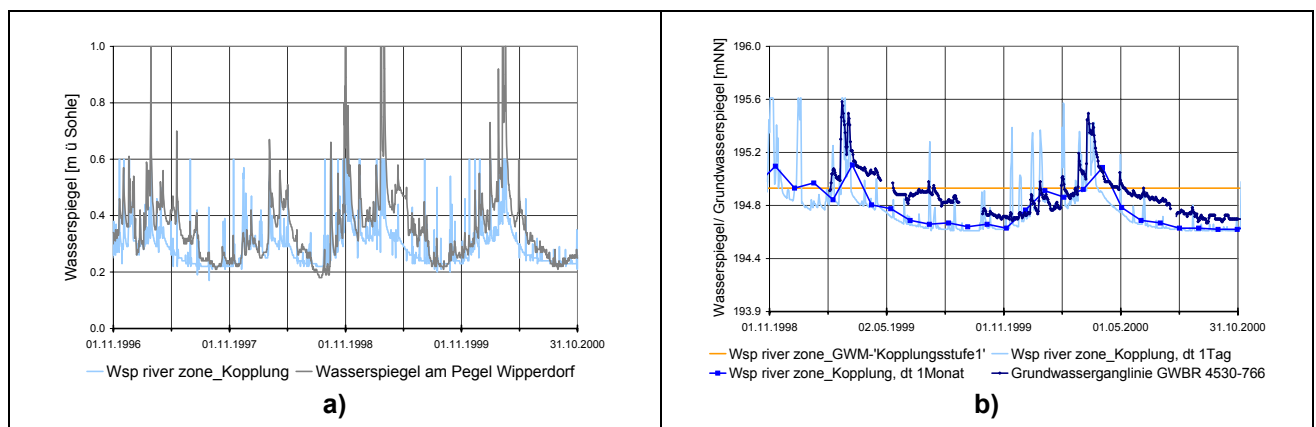 Wasserspiegel [m ü Sohle]
1.0
0.8
0.6
0.4
0.2
0.0
01.11.1996 01.11.1997 01.11.1998 01.11.1999 31.10.2000
Wsp river zone_Kopplung Wasserspiegel am Pegel Wipperdorf
a)
Wasserspiegel/ Grundwasserspiegel [mNN]
196.0
195.6
195.2
194.8
194.4
193.9
01.11.1998 02.05.1999 01.11.1999 01.05.2000 31.10.2000
Wsp river zone_GWM-'Kopplungsstufe1' Wsp river zone_Kopplung, dt 1Tag
Wsp river zone_Kopplung, dt 1Monat Grundwasserganglinie GWBR 4530-766
b)